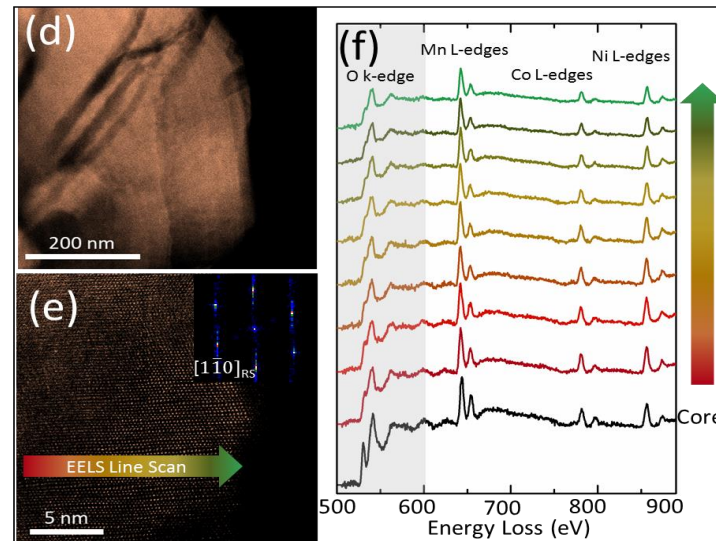 (d)
200 nm
(e)
[11̄0]RS
EELS Line Scan
5 nm
(f)
Mn L-edges
Ni L-edges
O k-edge
Co L-edges
Core
500 600 700 800 900
Energy Loss (eV)